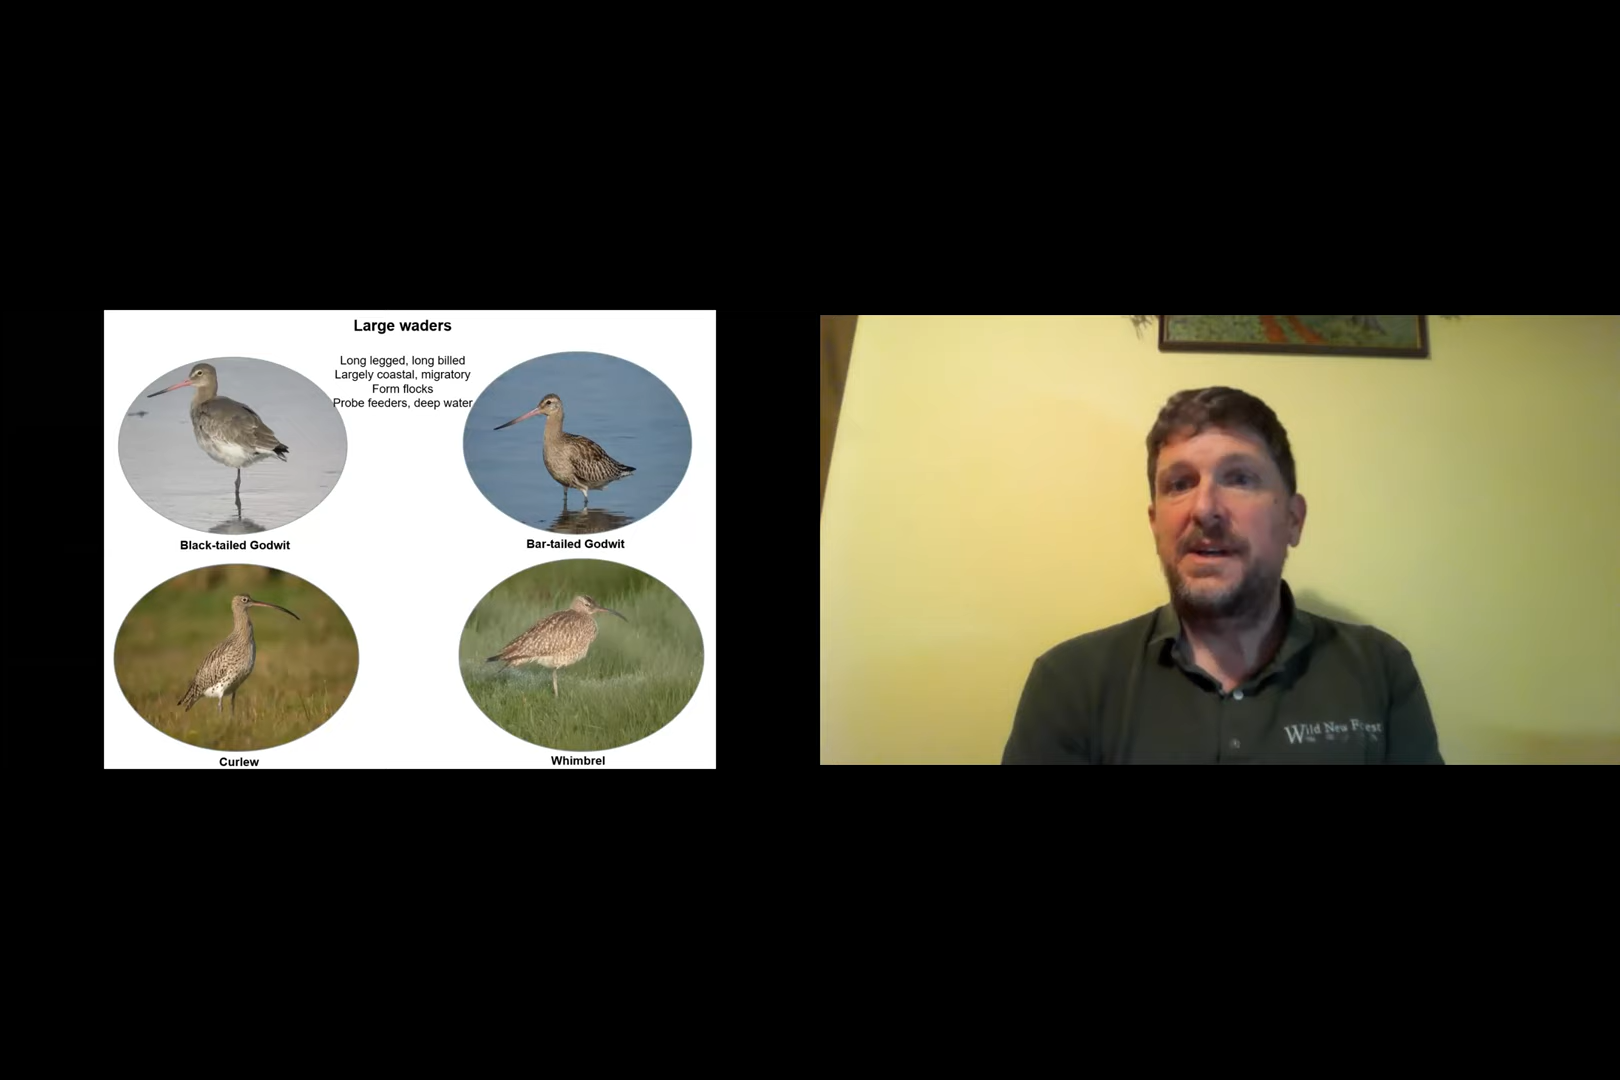 Large waders
Long legged, long billed
Largely coastal, migratory
Form flocks
Probe feeders, deep water
Black-tailed Godwit
Bar-tailed Godwit
Curlew
Whimbrel
Wild New Forest